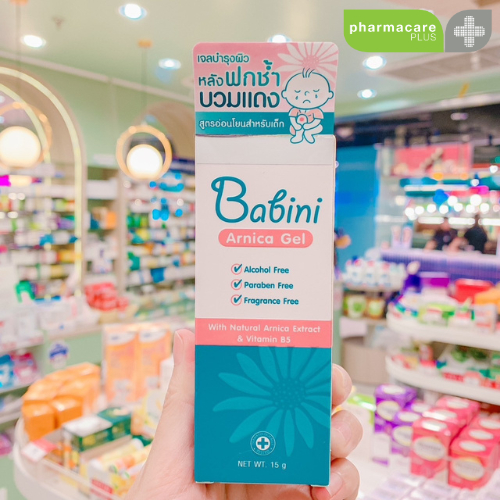 pharmacare
PLUS
เจลบำรุงผิว
หลังฟกช้ำ
บวมแดง
สูตรอ่อนโยนสำหรับเด็ก
Babini
Arnica Gel
Alcohol Free
Paraben Free
Fragrance Free
With Natural Arnica Extract
& Vitamin B5
NET WT. 15 g